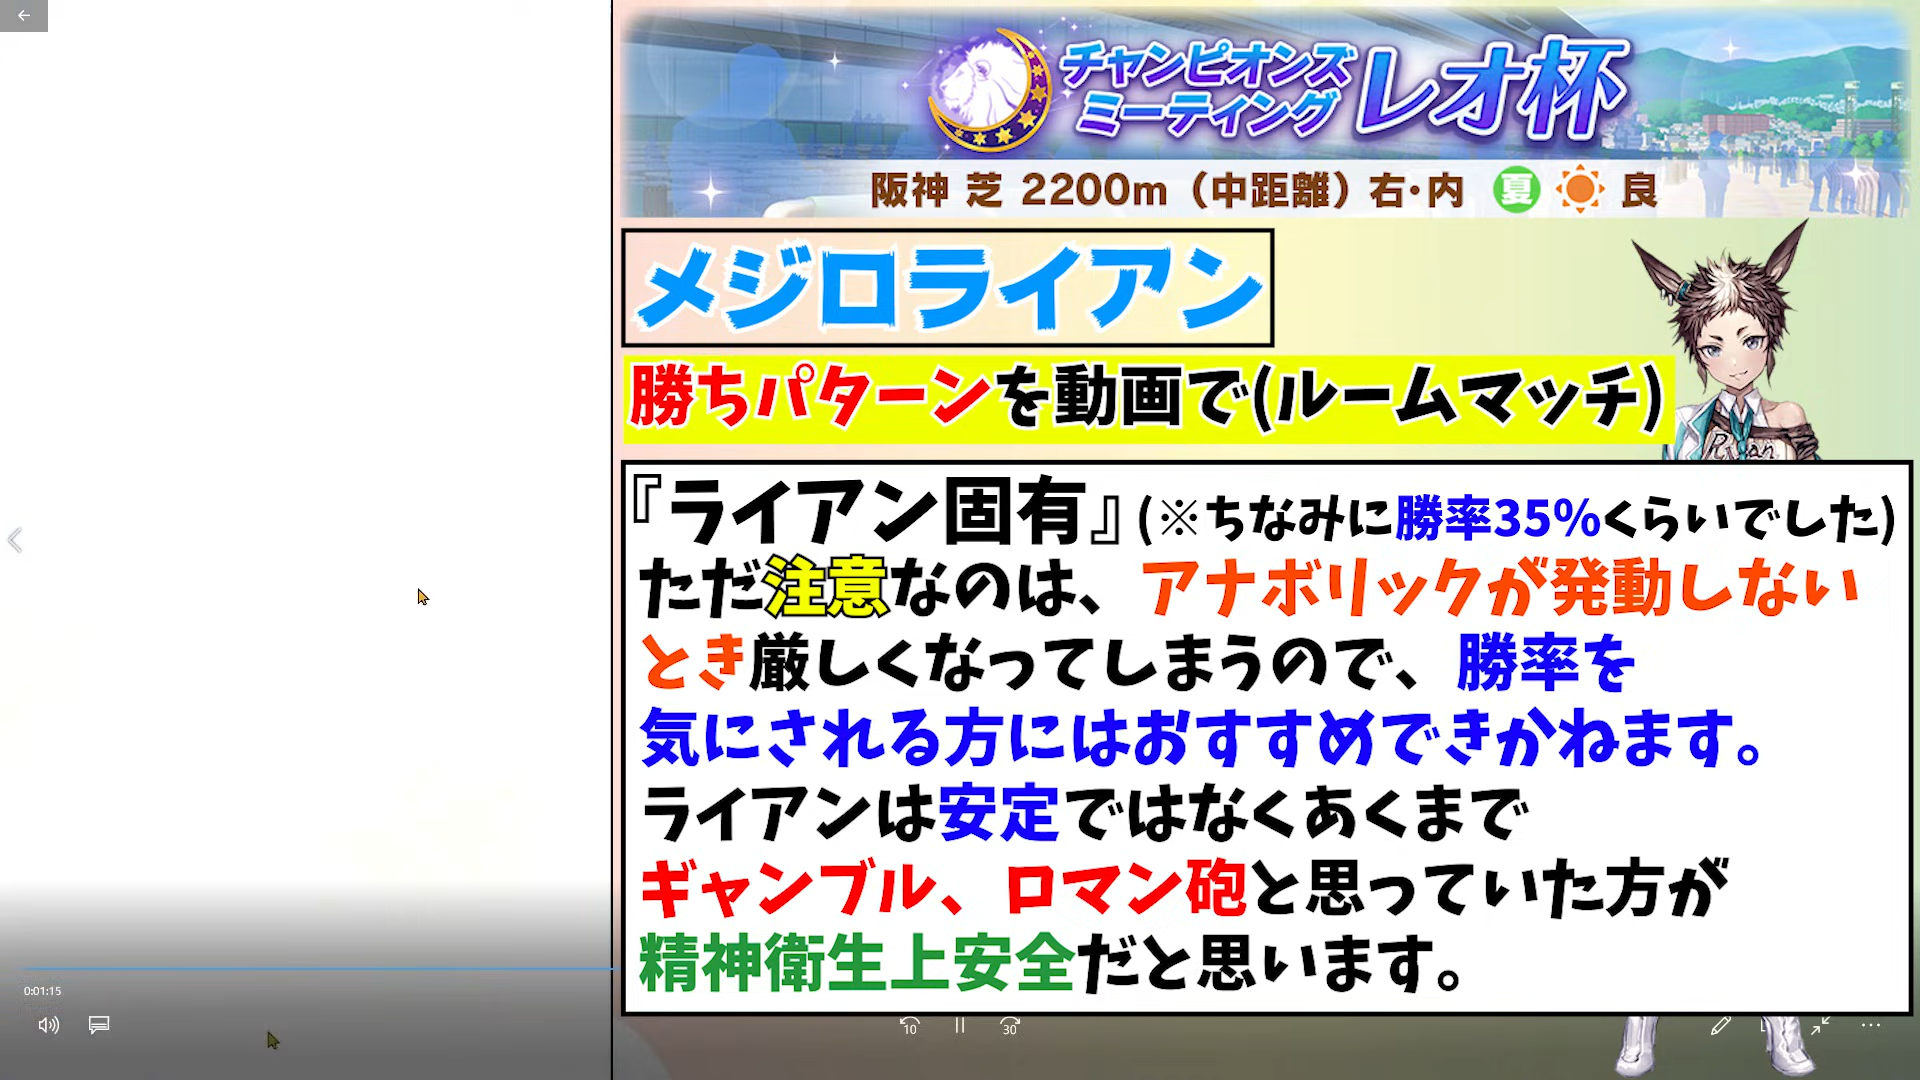 チャンピオンズ
ミーティング
レオ杯
阪神 芝 2200m（中距離）右・内 夏 良
メジロライアン
勝ちパターンを動画で(ルームマッチ)
Ryan
『ライアン固有』(※ちなみに勝率35%くらいでした)
ただ注意なのは、アナボリックが発動しない
とき厳しくなってしまうので、勝率を
気にされる方にはおすすめできかねます。
ライアンは安定ではなくあくまで
ギャンブル、ロマン砲と思っていた方が
精神衛生上安全だと思います。
0:01:15
10
30